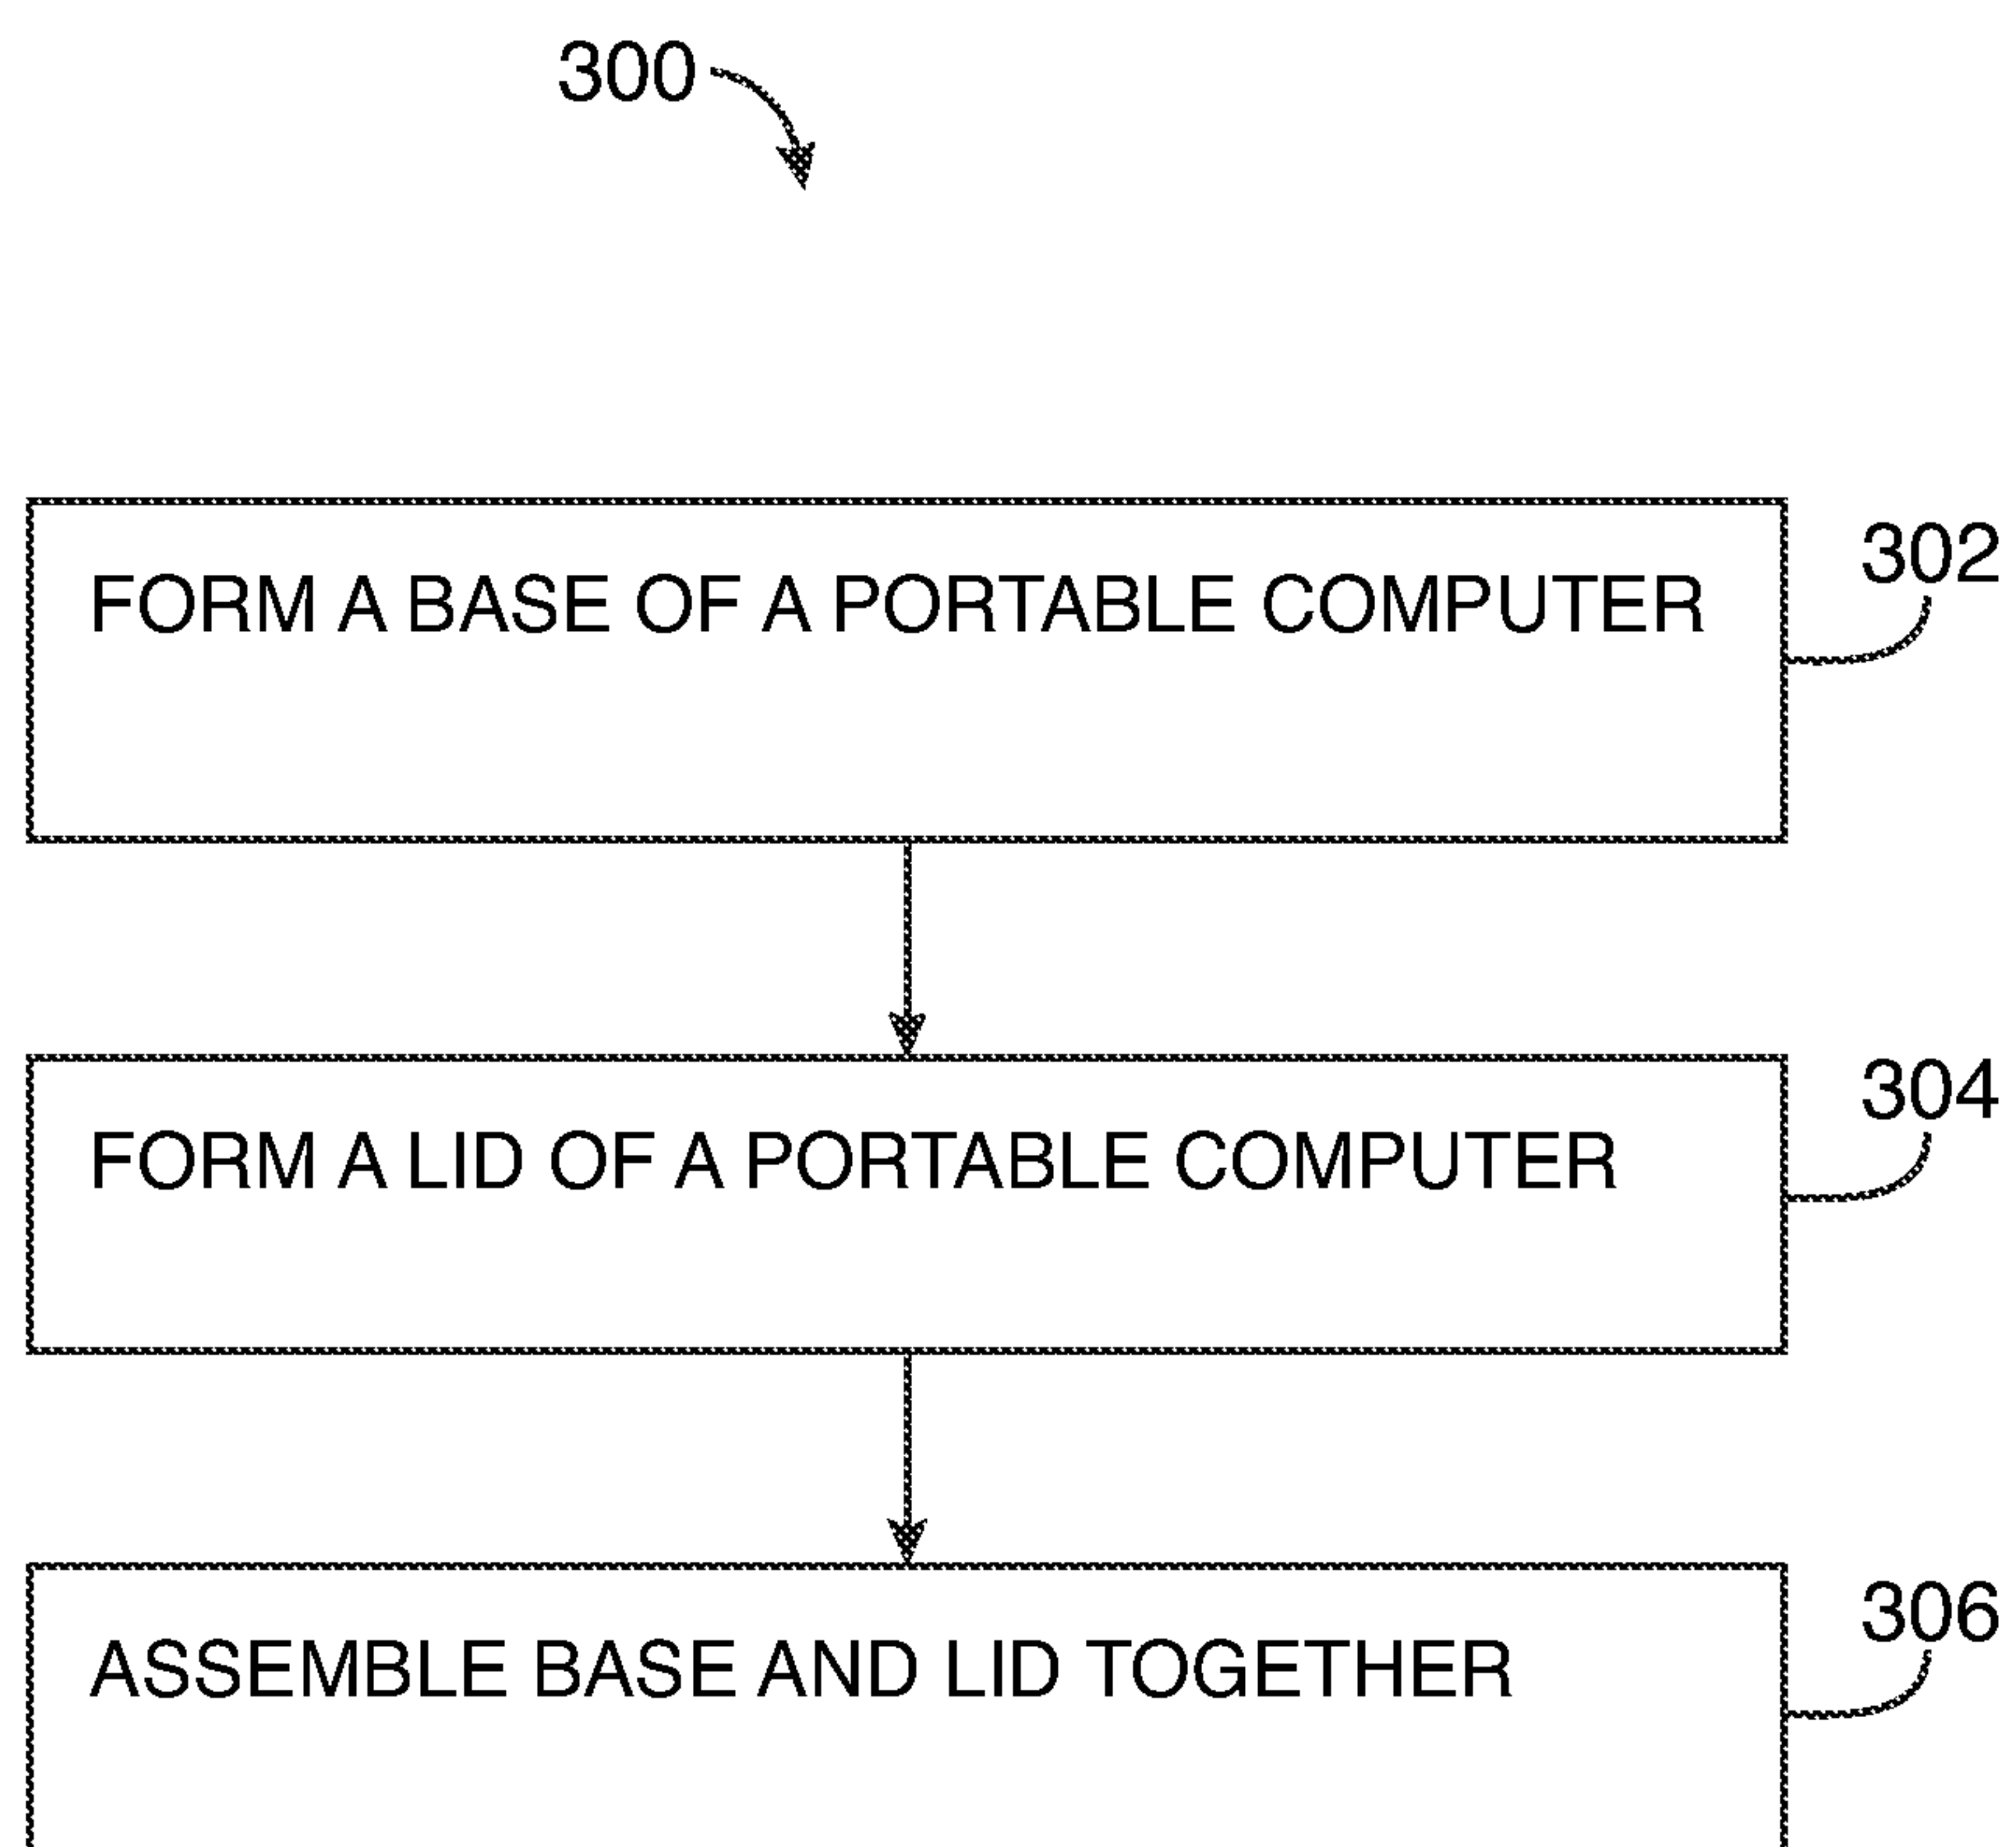 300
FORM A BASE OF A PORTABLE COMPUTER
302
FORM A LID OF A PORTABLE COMPUTER
304
ASSEMBLE BASE AND LID TOGETHER
306